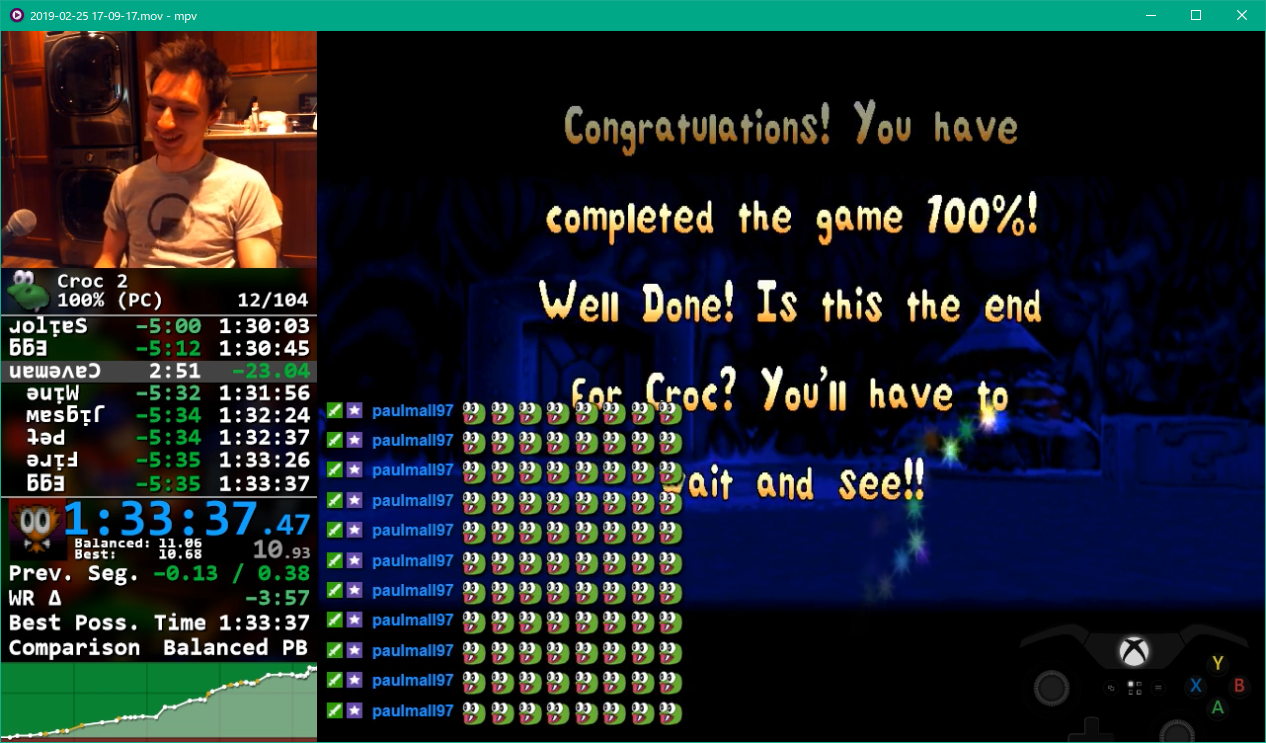 2019-02-25 17-09-17.mov - mpv
Congratulations! You have
completed the game 100%!
Well Done! Is this the end
for Croc? You'll have to
wait and see!!
Croc 2
100% (PC) 12/104
Sailor -5:00 1:30:03
Egg -5:12 1:30:45
Caveman 2:51 -23.04
Mine -5:32 1:31:56
Jigsaw -5:34 1:32:24
Pet -5:34 1:32:37
Fire -5:35 1:33:26
Egg -5:35 1:33:37
1:33:37.47
Balanced: 11.06
Best: 10.68
10.93
Prev. Seg. -0.13 / 0.38
WR Δ -3:57
Best Poss. Time 1:33:37
Comparison Balanced PB
paulmall97
paulmall97
paulmall97
paulmall97
paulmall97
paulmall97
paulmall97
paulmall97
paulmall97
paulmall97
paulmall97
Y
X B
A